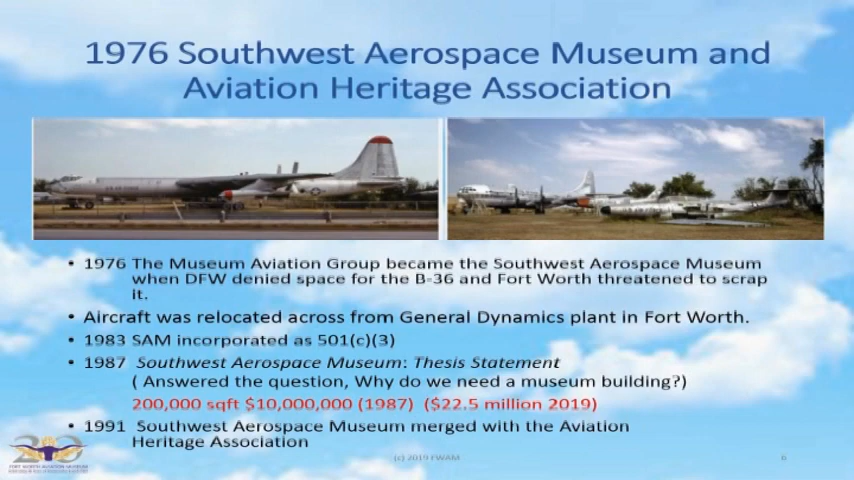 1976 Southwest Aerospace Museum and
Aviation Heritage Association
• 1976 The Museum Aviation Group became the Southwest Aerospace Museum
when DFW denied space for the B-36 and Fort Worth threatened to scrap
it.
• Aircraft was relocated across from General Dynamics plant in Fort Worth.
• 1983 SAM incorporated as 501(c)(3)
• 1987 Southwest Aerospace Museum: Thesis Statement
( Answered the question, Why do we need a museum building?)
200,000 sqft $10,000,000 (1987) ($22.5 million 2019)
• 1991 Southwest Aerospace Museum merged with the Aviation
Heritage Association
FORT WORTH AVIATION MUSEUM
(c) 2019 FWAM
6